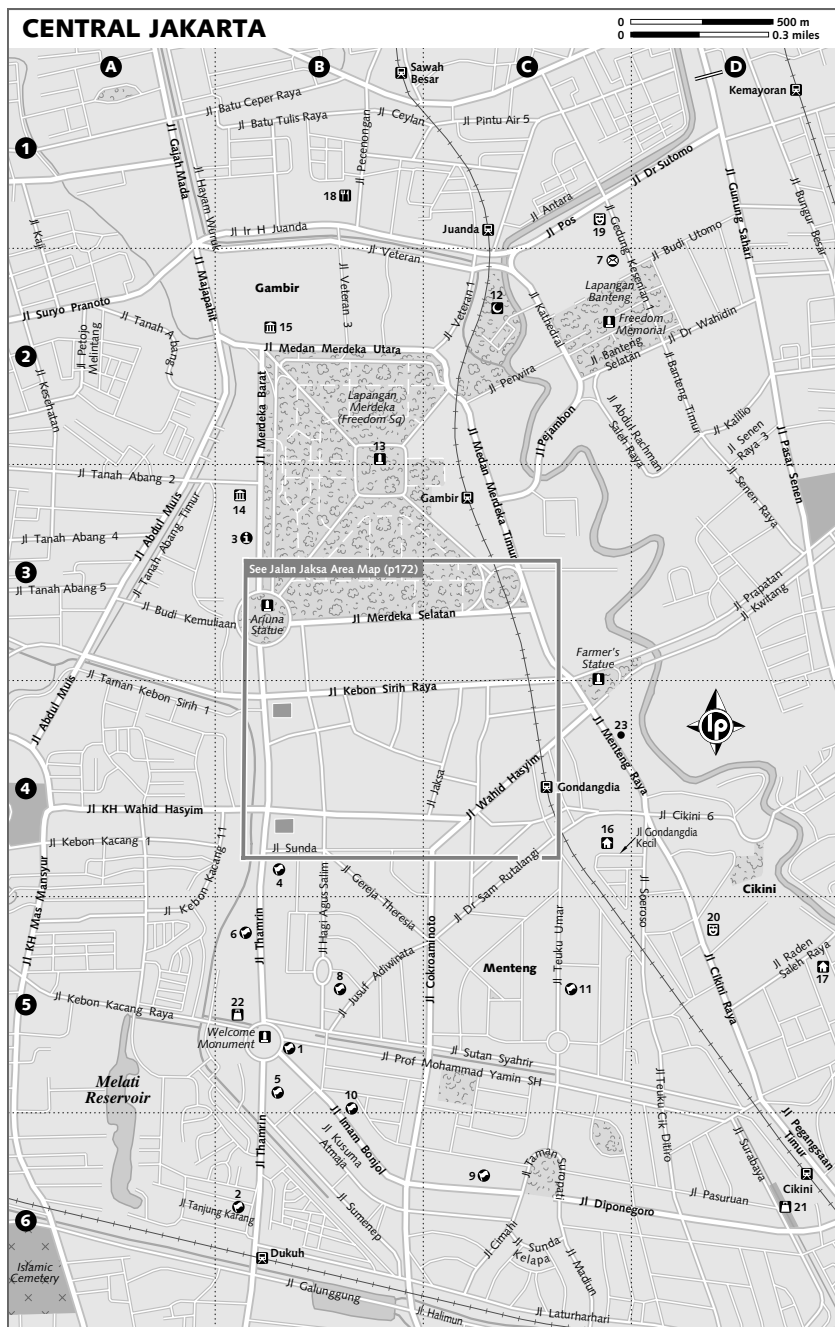 CENTRAL JAKARTA
0 500 m
0 0.3 miles
A
B
C
D
Sawah
Besar
Kemayoran
Jl Batu Ceper Raya
Jl Batu Tulis Raya
Jl Ceylan
Jl Pintu Air 5
Jl Pecenongan
1
Jl Gajah Mada
Jl Hayam Wuruk
18
Jl Antara
Jl Dr Sutomo
Jl Gunung Sahari
Jl Bungur Besar
Jl Kaji
Jl Ir H Juanda
Juanda
Jl Pos
19
Jl Gedung Kesenian 1
Jl Budi Utomo
Jl Veteran
7
Jl Majapahit
Gambir
Jl Veteran 3
Jl Veteran 1
12
Jl Kathedral
Lapangan
Banteng
Freedom
Memorial
Jl Suryo Pranoto
Jl Tanah Abang 1
15
Jl Dr Wahidin
2
Jl Petojo
Melintang
Jl Medan Merdeka Utara
Jl Banteng
Selatan
Jl Kesehatan
Jl Merdeka Barat
Lapangan
Merdeka
(Freedom Sq)
Jl Perwira
Jl Banteng Timur
Jl Pejambon
Jl Abdul Rachman
Saleh Raya
Jl Kalilio
Jl Senen
Raya 3
Jl Pasar Senen
13
Jl Medan Merdeka Timur
Jl Tanah Abang 2
Jl Senen Raya
14
Gambir
Jl Abdul Muis
Jl Tanah Abang Timur
Jl Tanah Abang 4
3
3
See Jalan Jaksa Area Map (p172)
Jl Tanah Abang 5
Jl Prapatan
Jl Kwitang
Jl Budi Kemuliaan
Arjuna
Statue
Jl Merdeka Selatan
Farmer's
Statue
Jl Taman Kebon Sirih 1
Jl Kebon Sirih Raya
Jl Abdul Muis
23
lp
Jl Menteng Raya
4
Jl Jaksa
Jl Wahid Hasyim
Gondangdia
Jl KH Wahid Hasyim
Jl Cikini 6
Jl Kebon Kacang 1
Jl Sunda
16
Jl Gondangdia
Kecil
Jl Kebon Kacang 11
4
Jl Hagi Agus Salim
Jl Gereja Theresia
Jl Dr Sam Rutalangi
Jl Soeroso
Cikini
Jl KH Mas Mansyur
6
Jl Thamrin
Jl Cokroaminoto
Jl Teuku Umar
20
Menteng
Jl Raden
Saleh Raya
17
8
Jl Jusuf Adiwinata
11
Jl Cikini Raya
5
Jl Kebon Kacang Raya
22
Welcome
Monument
1
Jl Sutan Syahrir
Jl Prof Mohammad Yamin SH
Melati
Reservoir
5
10
Jl Teuku Cik Ditiro
Jl Imam Bonjol
Jl Kusuma
Atmaja
Jl Thamrin
Jl Surabaya
Jl Pegangsaan
Timur
9
Jl Taman
Suropati
Cikini
Jl Pasuruan
2
Jl Tanjung Karang
Jl Sumenep
Jl Diponegoro
21
6
Jl Cimahi
Jl Sunda
Kelapa
Jl Madiun
Islamic
Cemetery
Dukuh
Jl Galunggung
Jl Halimun
Jl Laturharhari